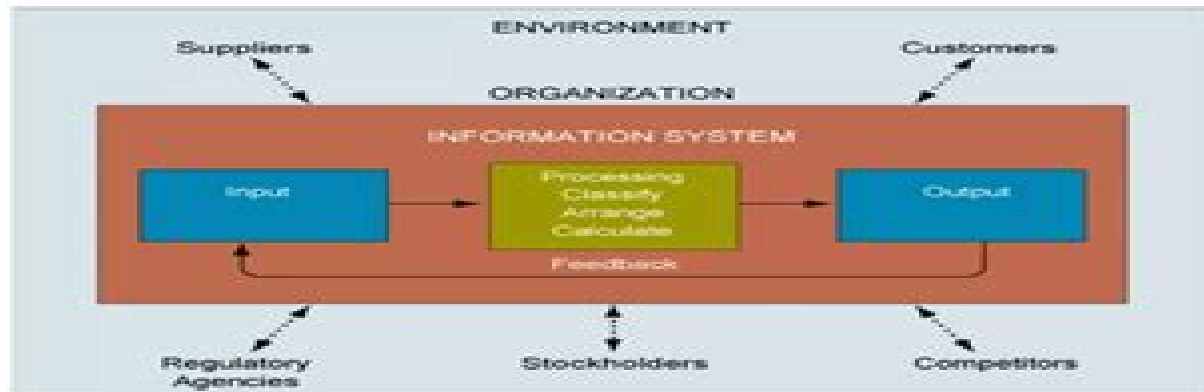 ENVIRONMENT
Suppliers
Customers
ORGANIZATION
INFORMATION SYSTEM
Input
Processing
Classify
Arrange
Calculate
Output
Feedback
Regulatory
Agencies
Stockholders
Competitors